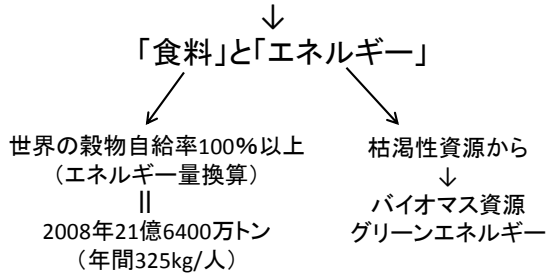 ↓
「食料」と「エネルギー」
世界の穀物自給率100%以上
（エネルギー量換算）
||
2008年21億6400万トン
（年間325kg/人）
枯渇性資源から
↓
バイオマス資源
グリーンエネルギー